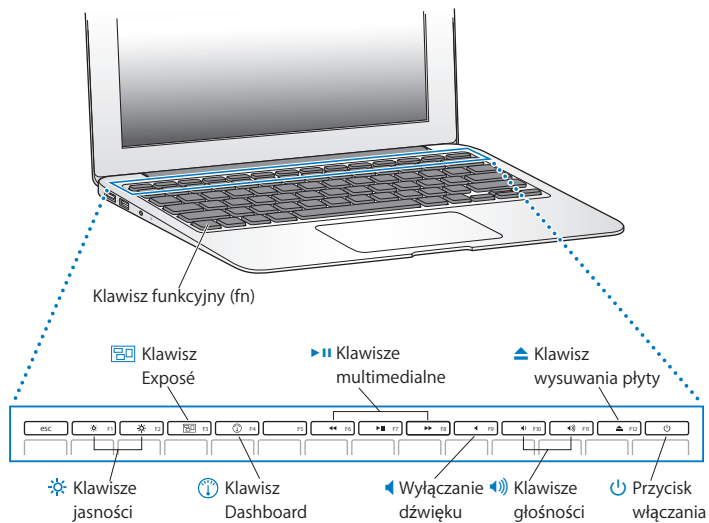 Klawisz funkcyjny (fn)
Klawisz
Exposé
Klawisze
multimedialne
Klawisz
wysuwania płyty
esc F1 F2 F3 F4 F5 F6 F7 F8 F9 F10 F11 F12
Klawisze
jasności
Klawisz
Dashboard
Wyłączanie
dźwięku
Klawisze
głośności
Przycisk
włączania